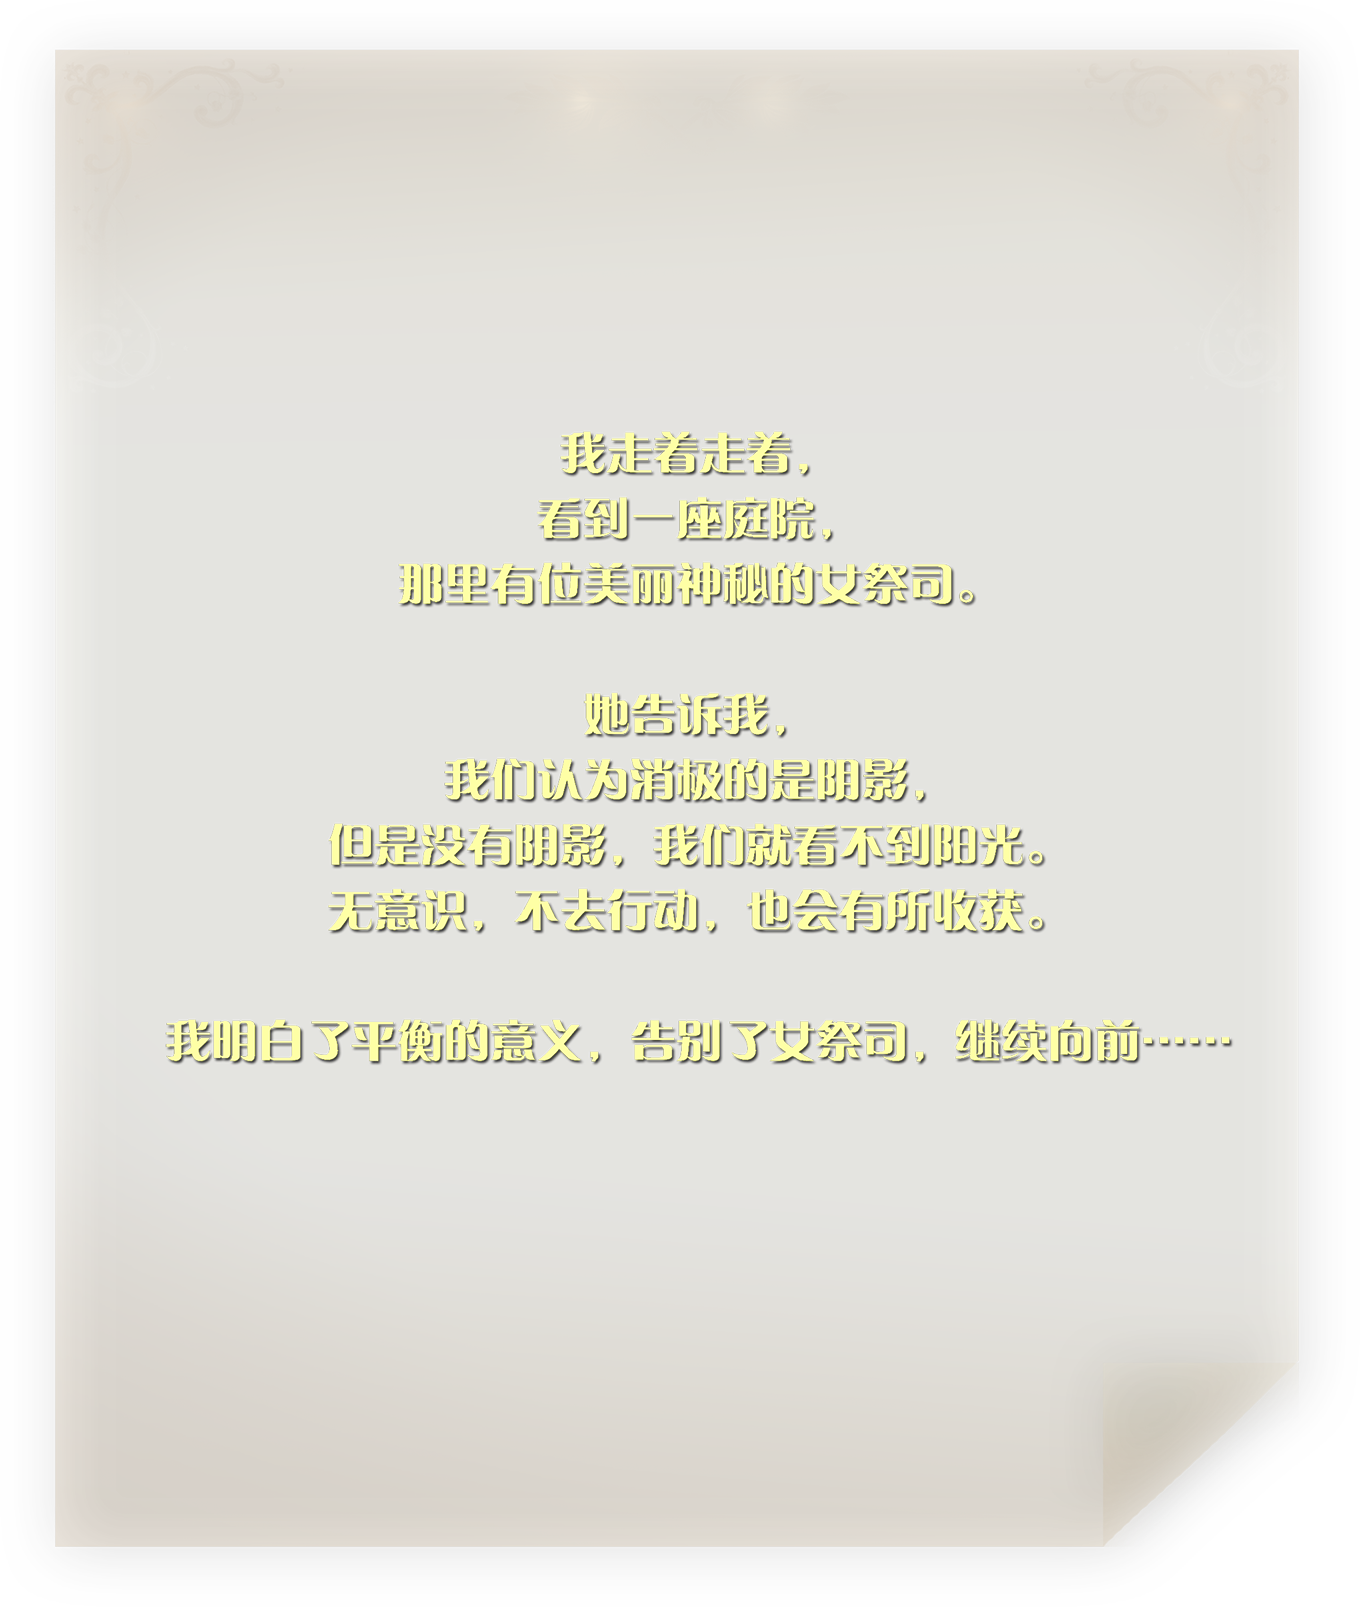 我走着走着，
看到一座庭院，
那里有位美丽神秘的女祭司。
她告诉我，
我们认为消极的是阴影，
但是没有阴影，我们就看不到阳光。
无意识，不去行动，也会有所收获。
我明白了平衡的意义，告别了女祭司，继续向前……